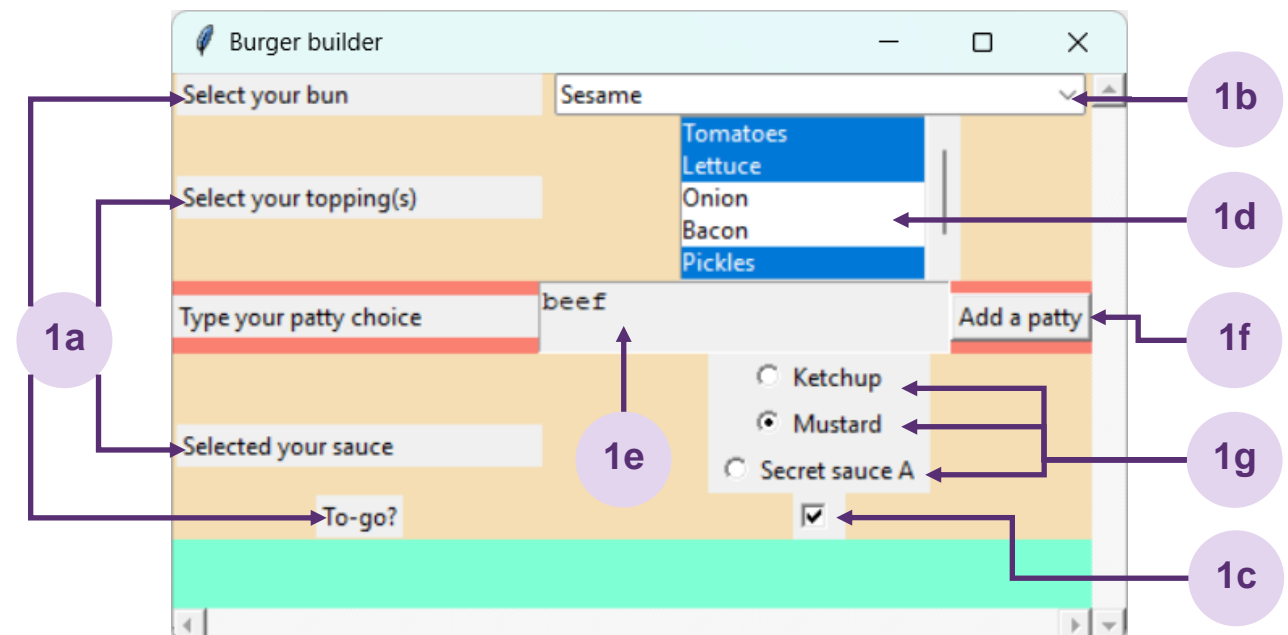 Burger builder
Select your bun
Sesame
1b
Tomatoes
Lettuce
Select your topping(s)
Onion
1d
Bacon
Pickles
1a
Type your patty choice
beef
Add a patty
1f
Ketchup
Mustard
Selected your sauce
1e
1g
Secret sauce A
To-go?
1c